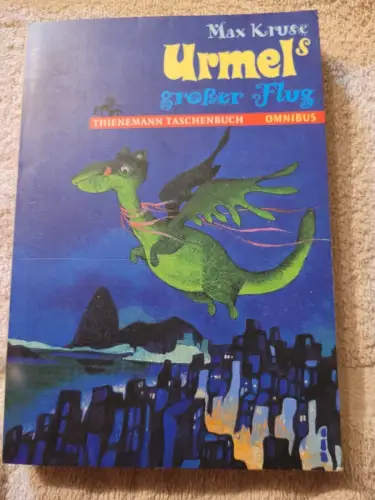 Max Kruse
Urmels
großer Flug
THIENEMANN TASCHENBUCH OMNIBUS